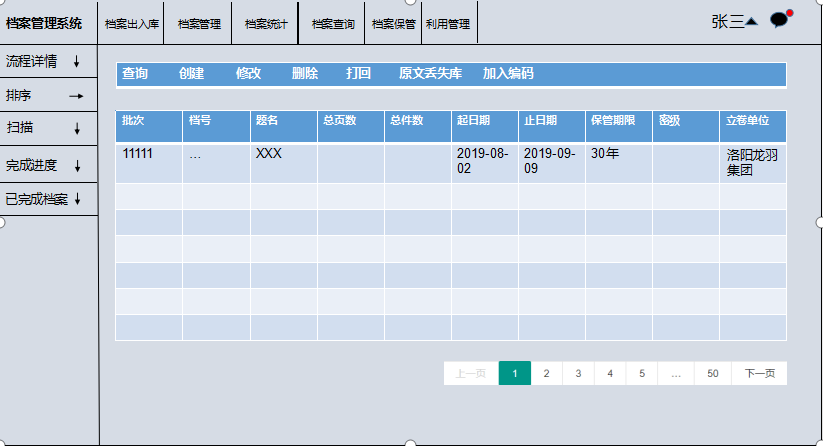 档案管理系统 档案出入库 档案管理 档案统计 档案查询 档案保管 利用管理 张三
流程详情
排序
扫描
完成进度
已完成档案
查询 创建 修改 删除 打回 原文丢失库 加入编码
批次 档号 题名 总页数 总件数 起日期 止日期 保管期限 密级 立卷单位
11111 ... XXX 2019-08-02 2019-09-09 30年 洛阳龙羽集团
上一页 1 2 3 4 5 ... 50 下一页